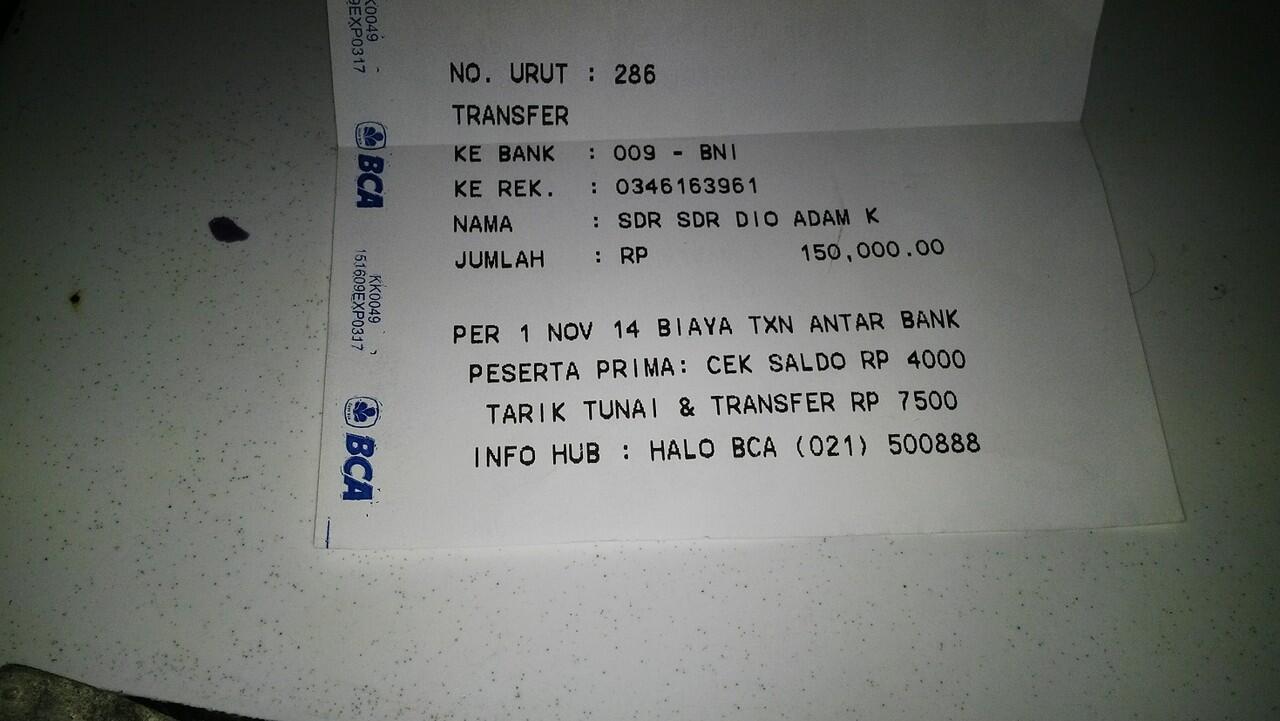 NO. URUT : 286
TRANSFER
KE BANK : 009 - BNI
KE REK. : 0346163961
NAMA : SDR SDR DIO ADAM K
JUMLAH : RP 150,000.00
PER 1 NOV 14 BIAYA TXN ANTAR BANK
PESERTA PRIMA: CEK SALDO RP 4000
TARIK TUNAI & TRANSFER RP 7500
INFO HUB : HALO BCA (021) 500888
KK0049
9EXP0317
BCA
KK0049
151609EXP0317
BCA